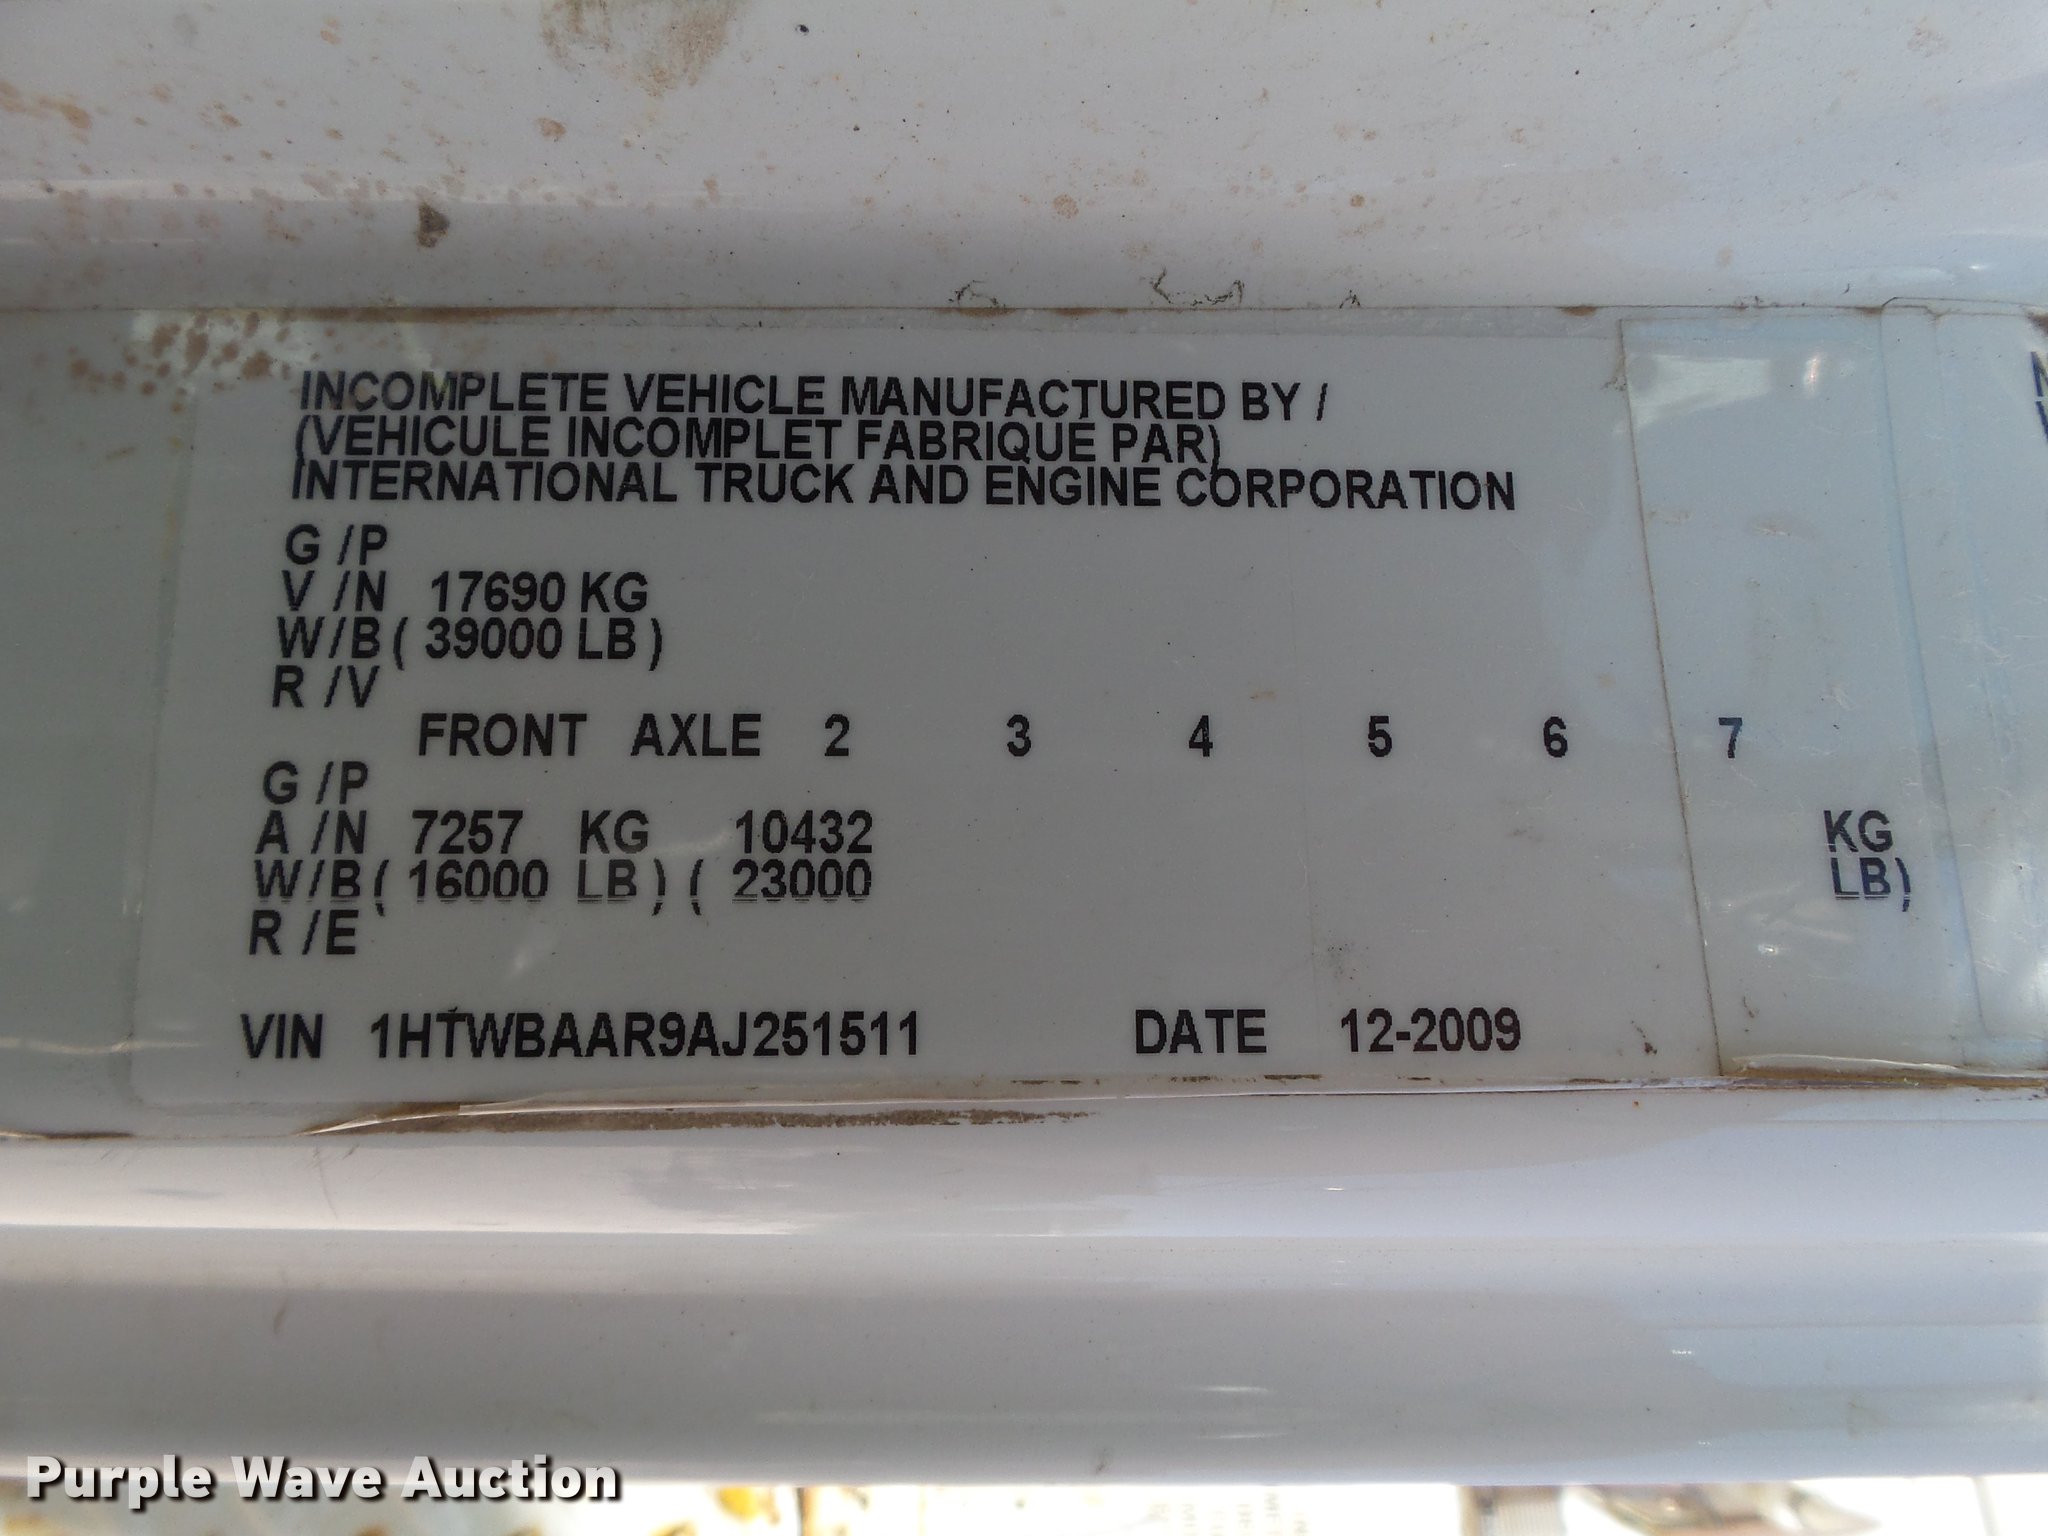 INCOMPLETE VEHICLE MANUFACTURED BY /
(VEHICULE INCOMPLET FABRIQUE PAR)
INTERNATIONAL TRUCK AND ENGINE CORPORATION
G /P
V /N 17690 KG
W/B ( 39000 LB )
R /V
FRONT AXLE 2 3 4 5 6 7
G /P
A /N 7257 KG 10432 KG
W/B ( 16000 LB ) ( 23000 LB)
R /E
VIN 1HTWBAAR9AJ251511 DATE 12-2009
Purple Wave Auction